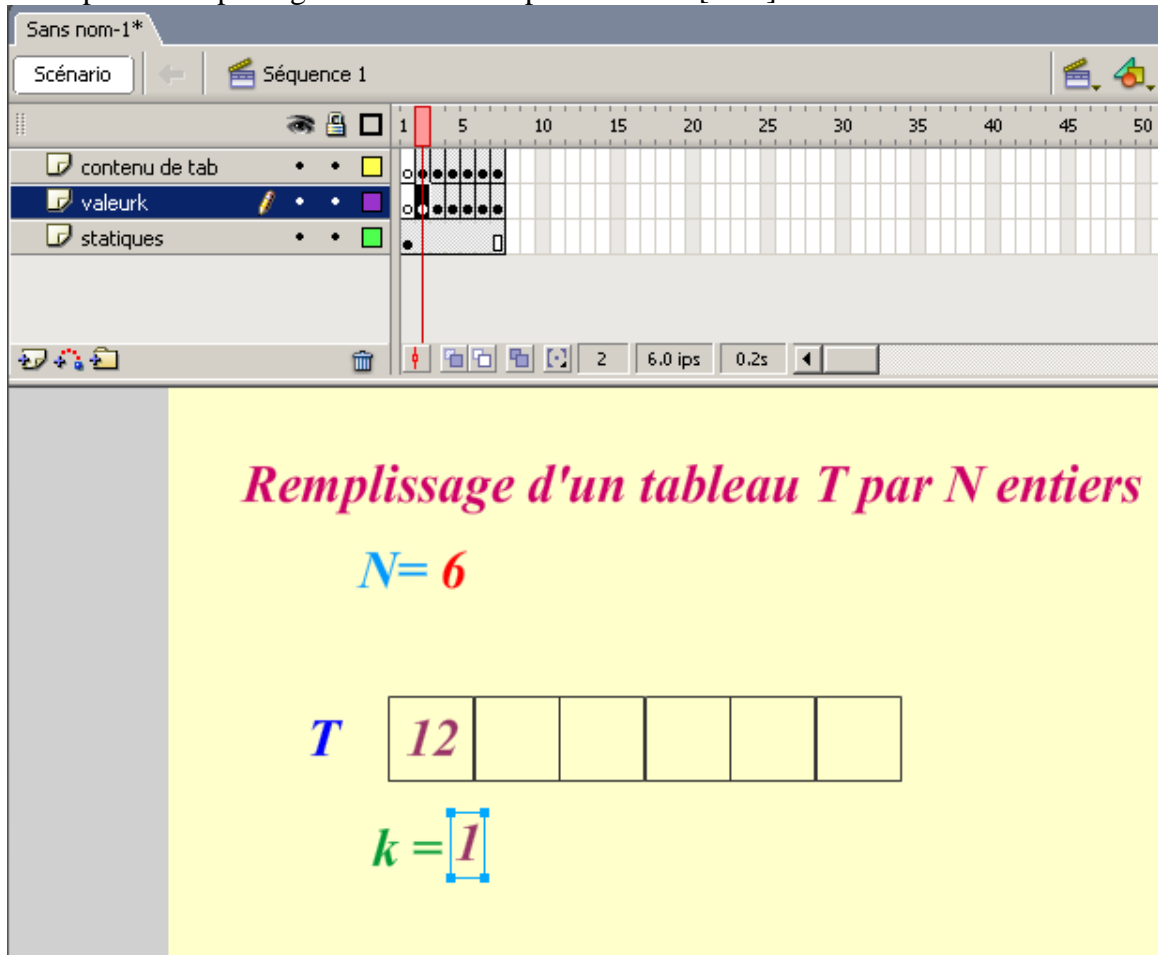 Sans nom-1*
Scénario Séquence 1
1 5 10 15 20 25 30 35 40 45 50
contenu de tab
valeurk
statiques
2 6.0 ips 0.2s
Remplissage d'un tableau T par N entiers
N= 6
T 12
k = 1